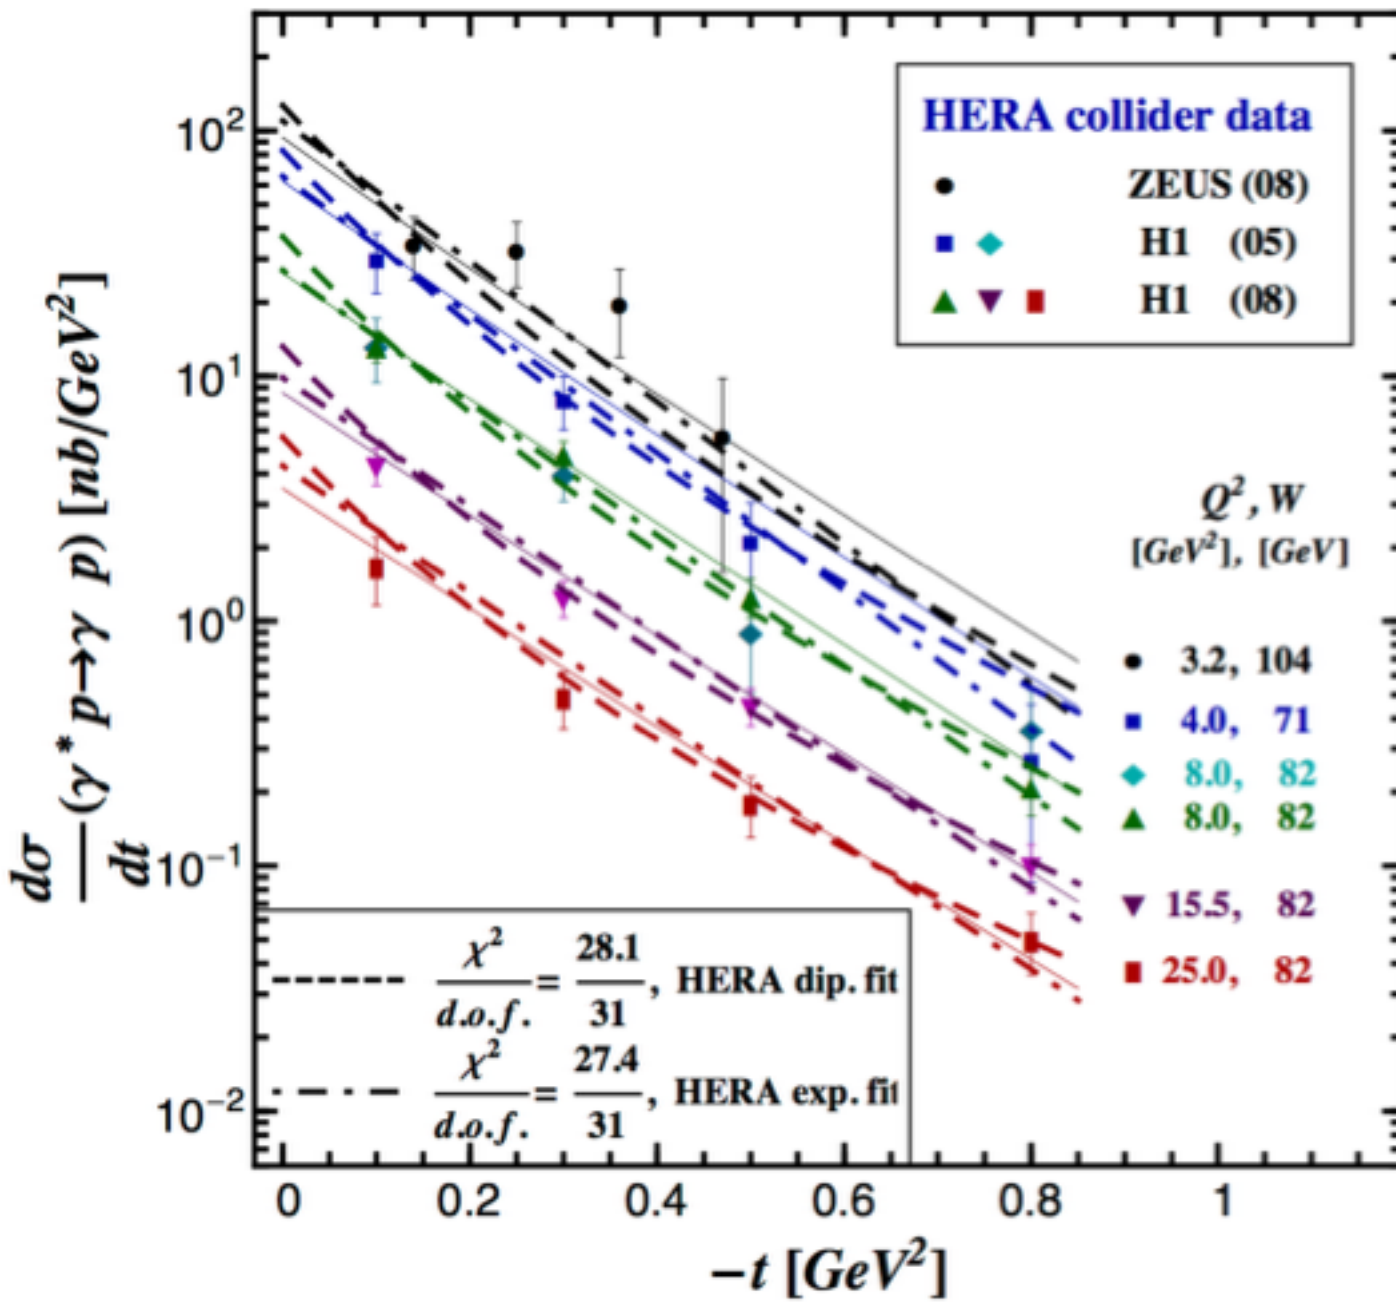 HERA collider data
ZEUS (08)
H1 (05)
H1 (08)
10²
10¹
10⁰
10⁻¹
10⁻²
dσ/dt (γ* p→γ p) [nb/GeV²]
Q², W
[GeV²], [GeV]
3.2, 104
4.0, 71
8.0, 82
8.0, 82
15.5, 82
25.0, 82
χ²/d.o.f. = 28.1/31, HERA dip. fit
χ²/d.o.f. = 27.4/31, HERA exp. fit
0 0.2 0.4 0.6 0.8 1
−t [GeV²]